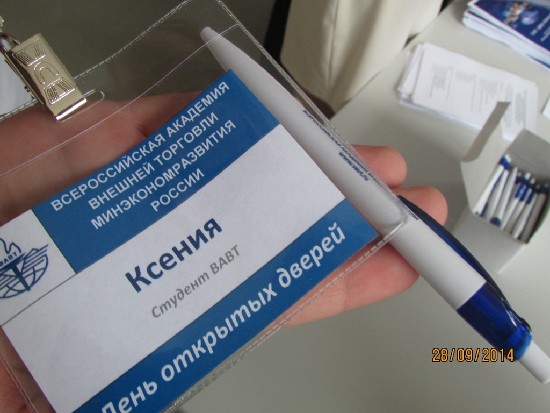 ВСЕРОССИЙСКАЯ АКАДЕМИЯ
ВНЕШНЕЙ ТОРГОВЛИ
МИНЭКОНОМРАЗВИТИЯ
РОССИИ
ВАВТ
Ксения
Студент ВАВТ
День открытых дверей
28/09/2014